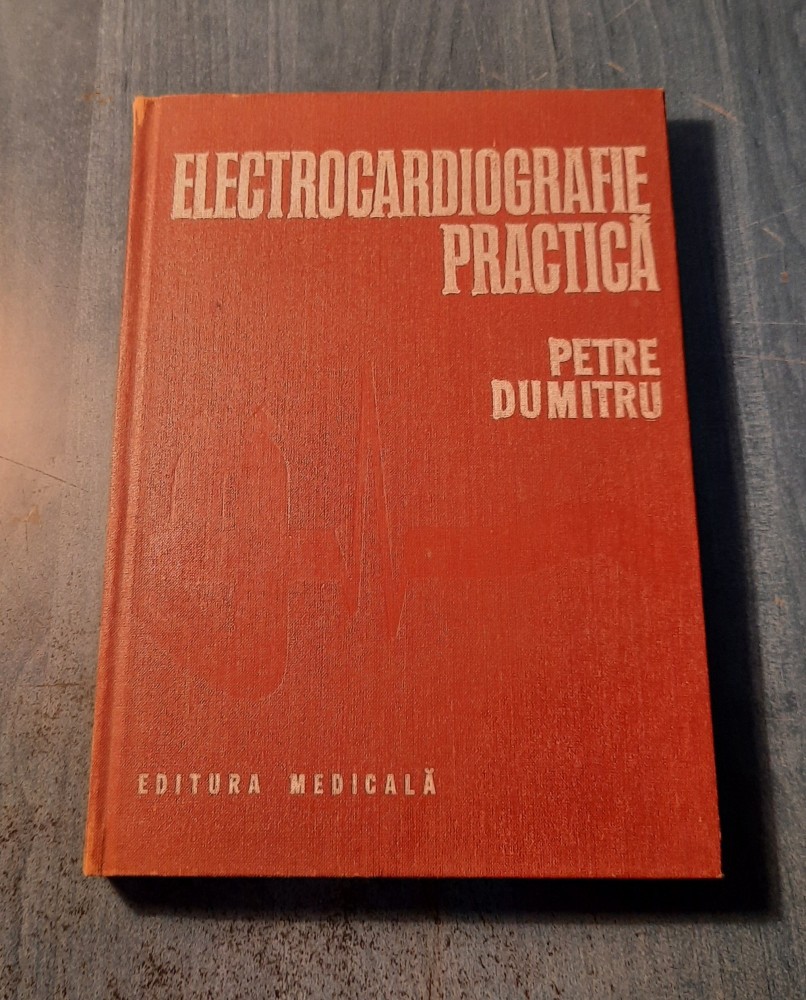 ELECTROCARDIOGRAFIE
PRACTICĂ
PETRE
DUMITRU
EDITURA MEDICALĂ